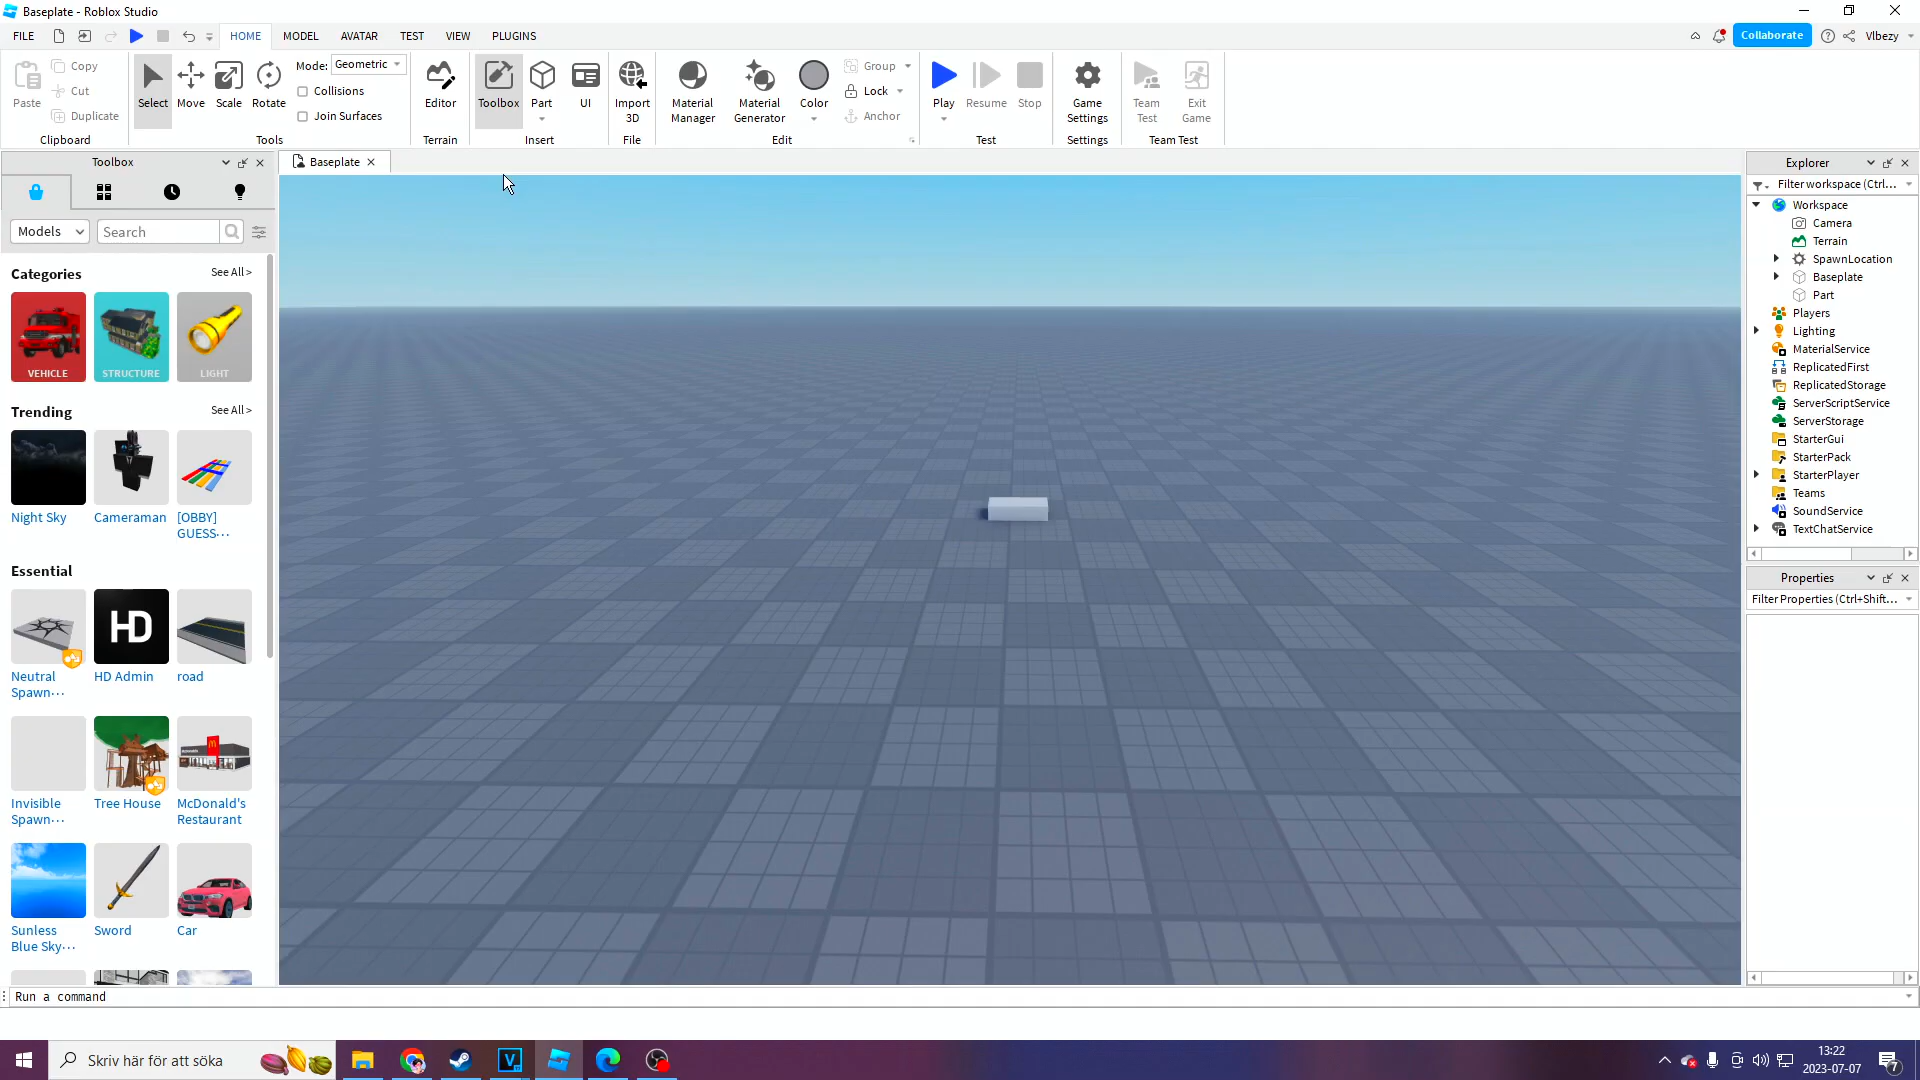 Baseplate - Roblox Studio
FILE
HOME
MODEL
AVATAR
TEST
VIEW
PLUGINS
Collaborate
Vlbezy
Paste
Copy
Cut
Duplicate
Clipboard
Select
Move
Scale
Rotate
Mode: Geometric
Collisions
Join Surfaces
Tools
Editor
Terrain
Toolbox
Part
UI
Insert
Import
3D
File
Material
Manager
Material
Generator
Color
Group
Lock
Anchor
Edit
Play
Resume
Stop
Test
Game
Settings
Settings
Team
Test
Exit
Game
Team Test
Toolbox
Models
Search
Categories
See All >
VEHICLE
STRUCTURE
LIGHT
Trending
See All >
Night Sky
Cameraman
[OBBY]
GUESS...
Essential
HD
Neutral
Spawn...
HD Admin
road
Invisible
Spawn...
Tree House
McDonald's
Restaurant
Sunless
Blue Sky...
Sword
Car
Baseplate
Explorer
Filter workspace (Ctrl...
Workspace
Camera
Terrain
SpawnLocation
Baseplate
Part
Players
Lighting
MaterialService
ReplicatedFirst
ReplicatedStorage
ServerScriptService
ServerStorage
StarterGui
StarterPack
StarterPlayer
Teams
SoundService
TextChatService
Properties
Filter Properties (Ctrl+Shift...
Run a command
Skriv här för att söka
V
13:22
2023-07-07
7